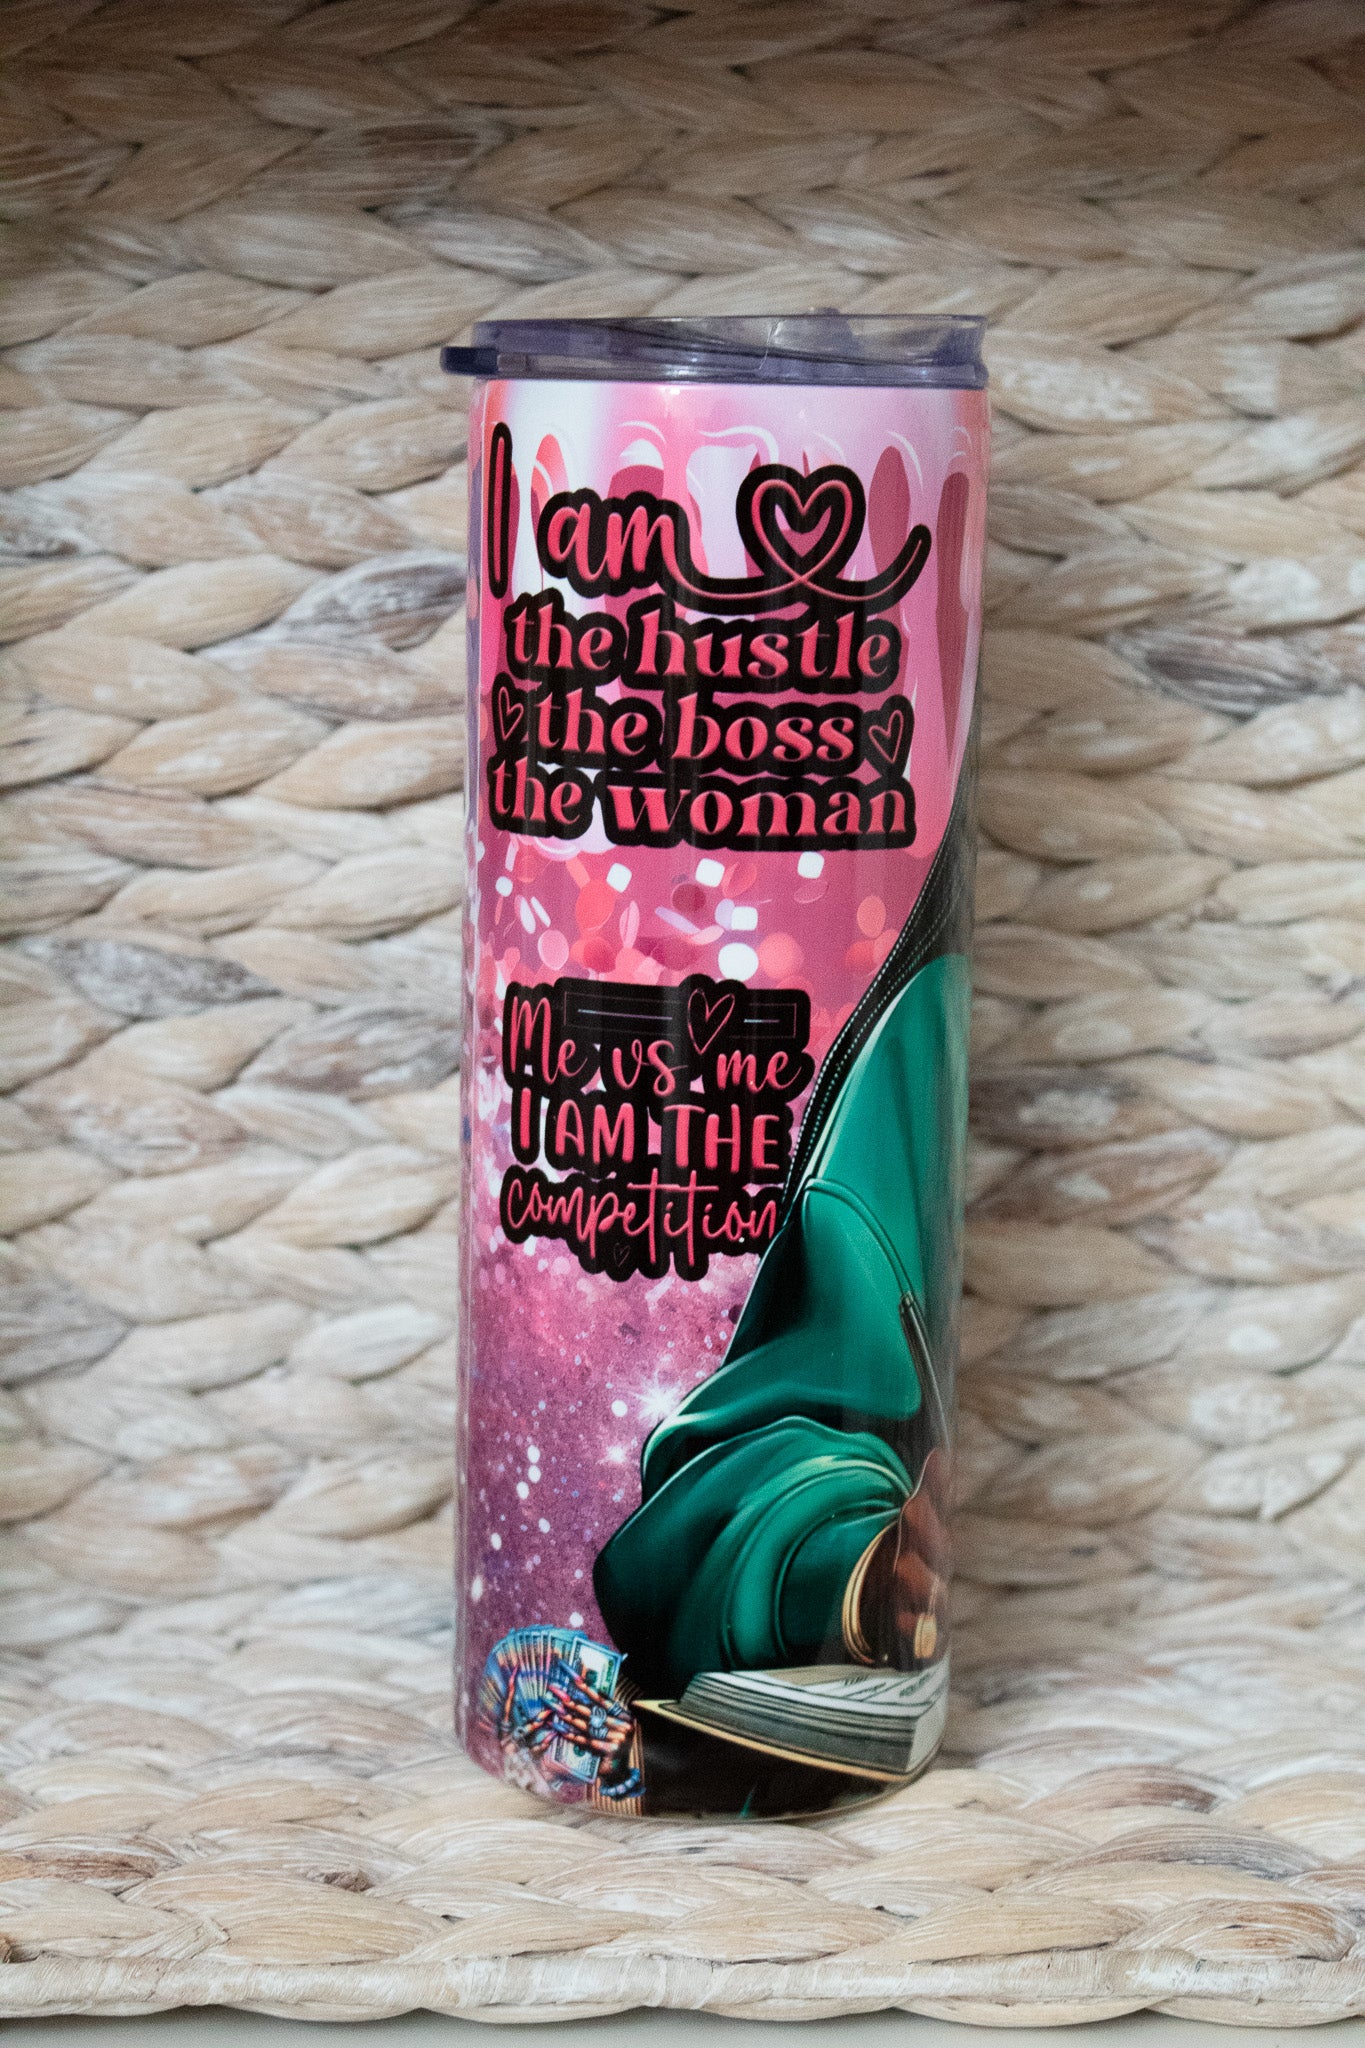 I am
the hustle
the boss
the woman
Me vs me
I AM THE
competition